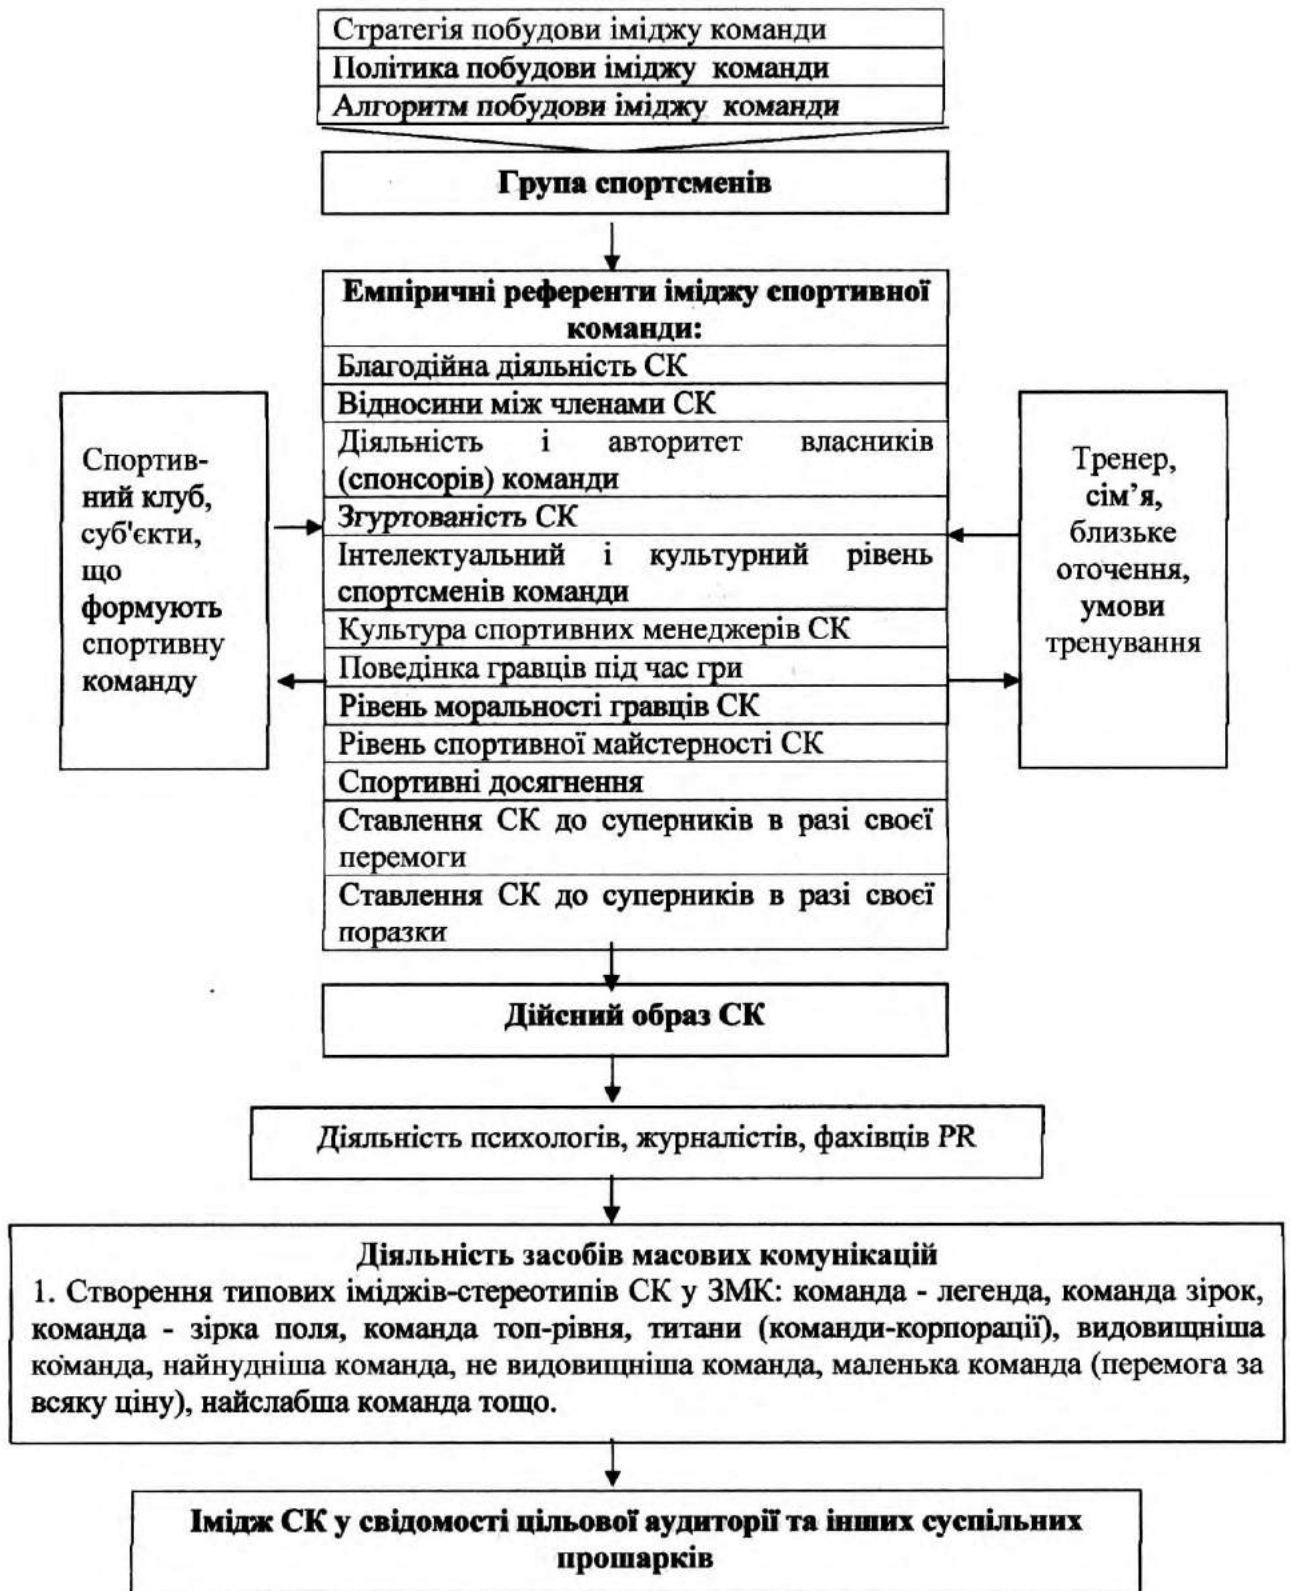 Стратегія побудови іміджу команди
Політика побудови іміджу команди
Алгоритм побудови іміджу команди
Група спортсменів
Емпіричні референти іміджу спортивної
команди:
Благодійна діяльність СК
Відносини між членами СК
Діяльність і авторитет власників
(спонсорів) команди
Згуртованість СК
Інтелектуальний і культурний рівень
спортсменів команди
Культура спортивних менеджерів СК
Поведінка гравців під час гри
Рівень моральності гравців СК
Рівень спортивної майстерності СК
Спортивні досягнення
Ставлення СК до суперників в разі своєї
перемоги
Ставлення СК до суперників в разі своєї
поразки
Спортив-
ний клуб,
суб'єкти,
що
формують
спортивну
команду
Тренер,
сім’я,
близьке
оточення,
умови
тренування
Дійсний образ СК
Діяльність психологів, журналістів, фахівців PR
Діяльність засобів масових комунікацій
1. Створення типових іміджів-стереотипів СК у ЗМК: команда - легенда, команда зірок,
команда - зірка поля, команда топ-рівня, титани (команди-корпорації), видовищніша
команда, найнудніша команда, не видовищніша команда, маленька команда (перемога за
всяку ціну), найслабша команда тощо.
Імідж СК у свідомості цільової аудиторії та інших суспільних
прошарків